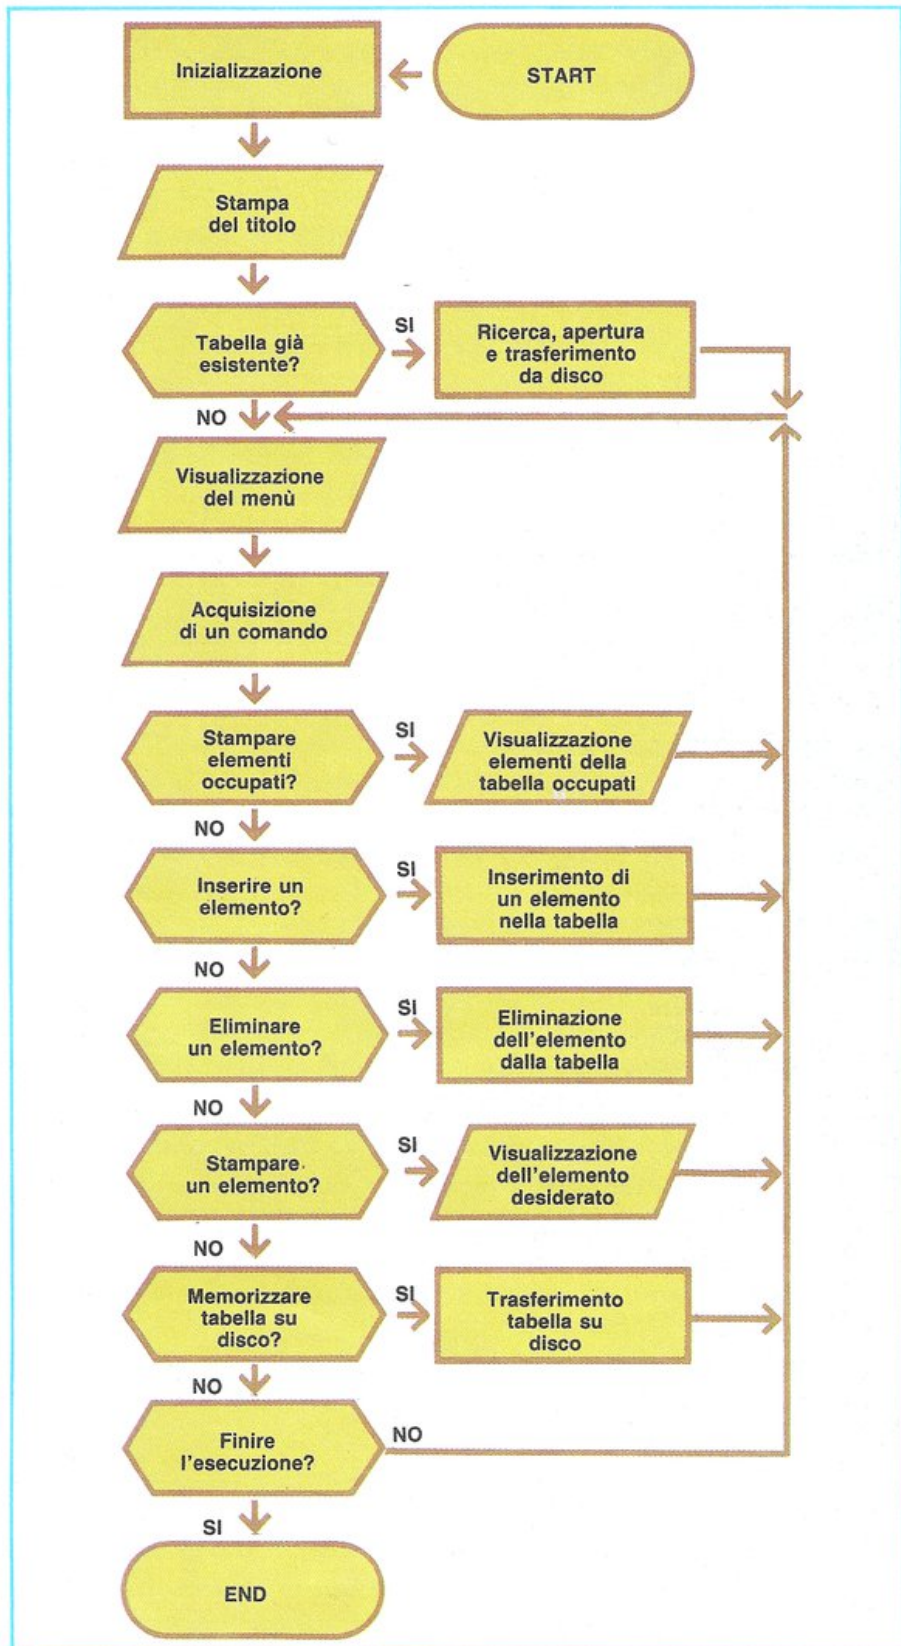 START
Inizializzazione
Stampa
del titolo
Tabella già
esistente?
SI
Ricerca, apertura
e trasferimento
da disco
NO
Visualizzazione
del menù
Acquisizione
di un comando
Stampare
elementi
occupati?
SI
Visualizzazione
elementi della
tabella occupati
NO
Inserire un
elemento?
SI
Inserimento di
un elemento
nella tabella
NO
Eliminare
un elemento?
SI
Eliminazione
dell'elemento
dalla tabella
NO
Stampare
un elemento?
SI
Visualizzazione
dell'elemento
desiderato
NO
Memorizzare
tabella su
disco?
SI
Trasferimento
tabella su
disco
NO
Finire
l'esecuzione?
NO
SI
END